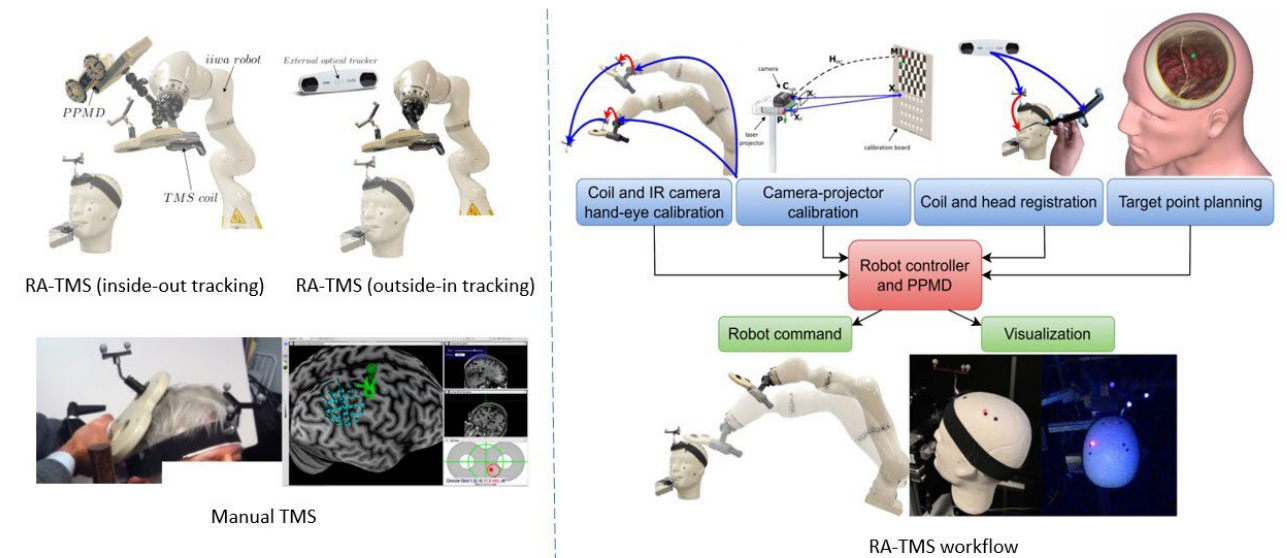 iiwa robot
PPMD
TMS coil
External optical tracker
RA-TMS (inside-out tracking)
RA-TMS (outside-in tracking)
Manual TMS
camera
C
laser
projector
P
M
X
calibration board
Coil and IR camera
hand-eye calibration
Camera-projector
calibration
Coil and head registration
Target point planning
Robot controller
and PPMD
Robot command
Visualization
RA-TMS workflow